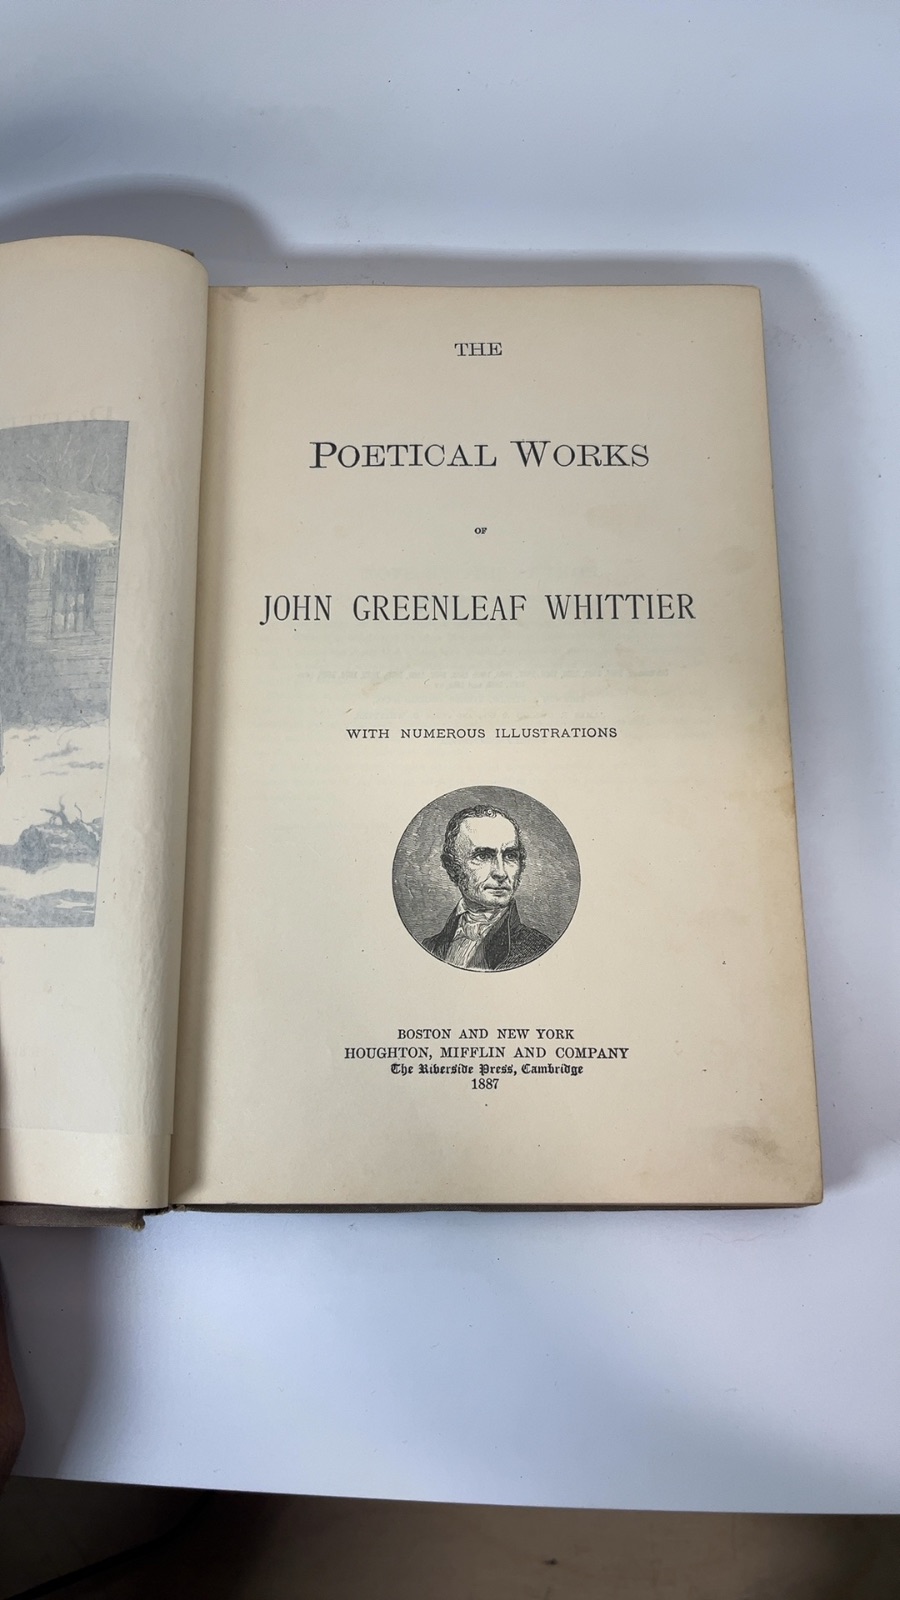 THE
POETICAL WORKS
OF
JOHN GREENLEAF WHITTIER
WITH NUMEROUS ILLUSTRATIONS
BOSTON AND NEW YORK
HOUGHTON, MIFFLIN AND COMPANY
The Riverside Press, Cambridge
1887